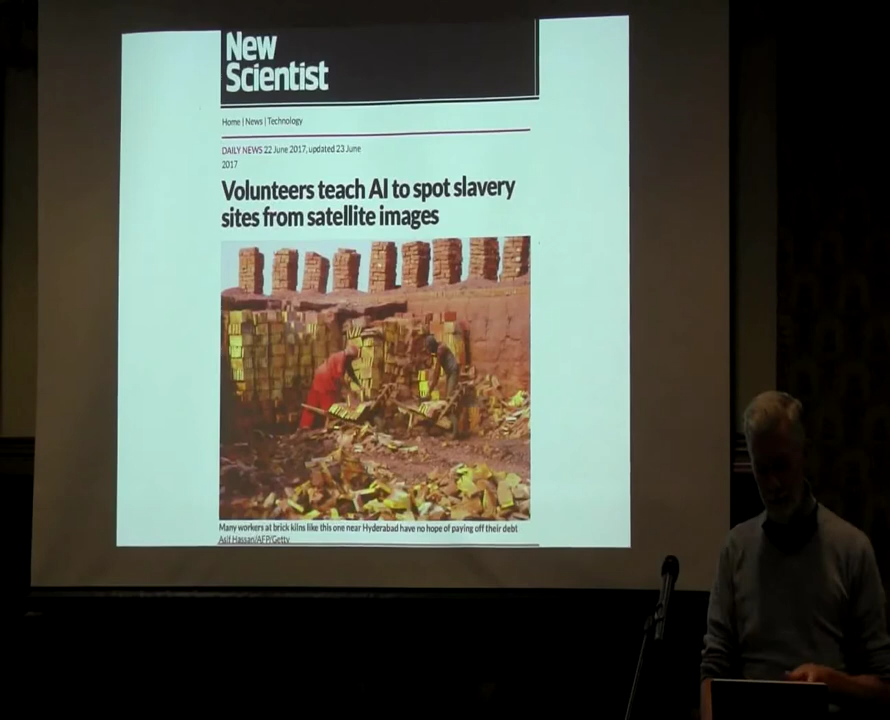 New
Scientist
Home | News | Technology
DAILY NEWS 22 June 2017, updated 23 June
2017
Volunteers teach AI to spot slavery
sites from satellite images
Many workers at brick kilns like this one near Hyderabad have no hope of paying off their debt
Asif Hassan/AFP/Getty